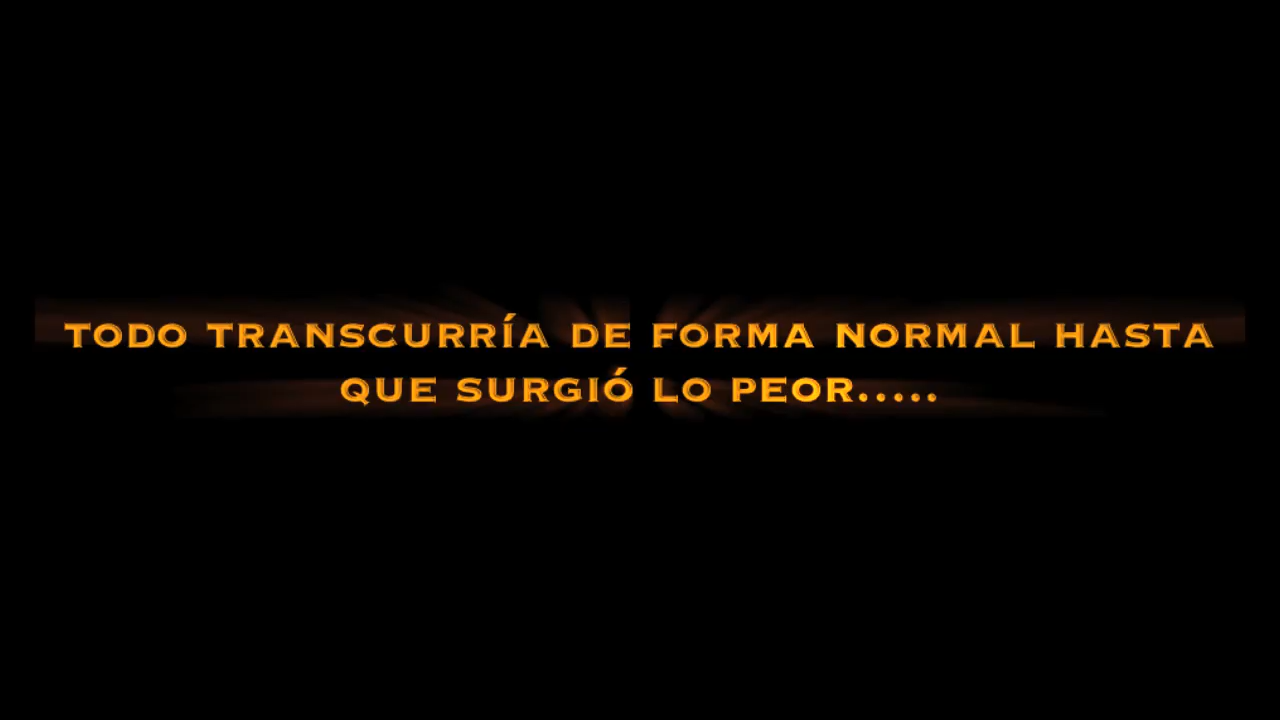 TODO TRANSCURRÍA DE FORMA NORMAL HASTA
QUE SURGIÓ LO PEOR.....